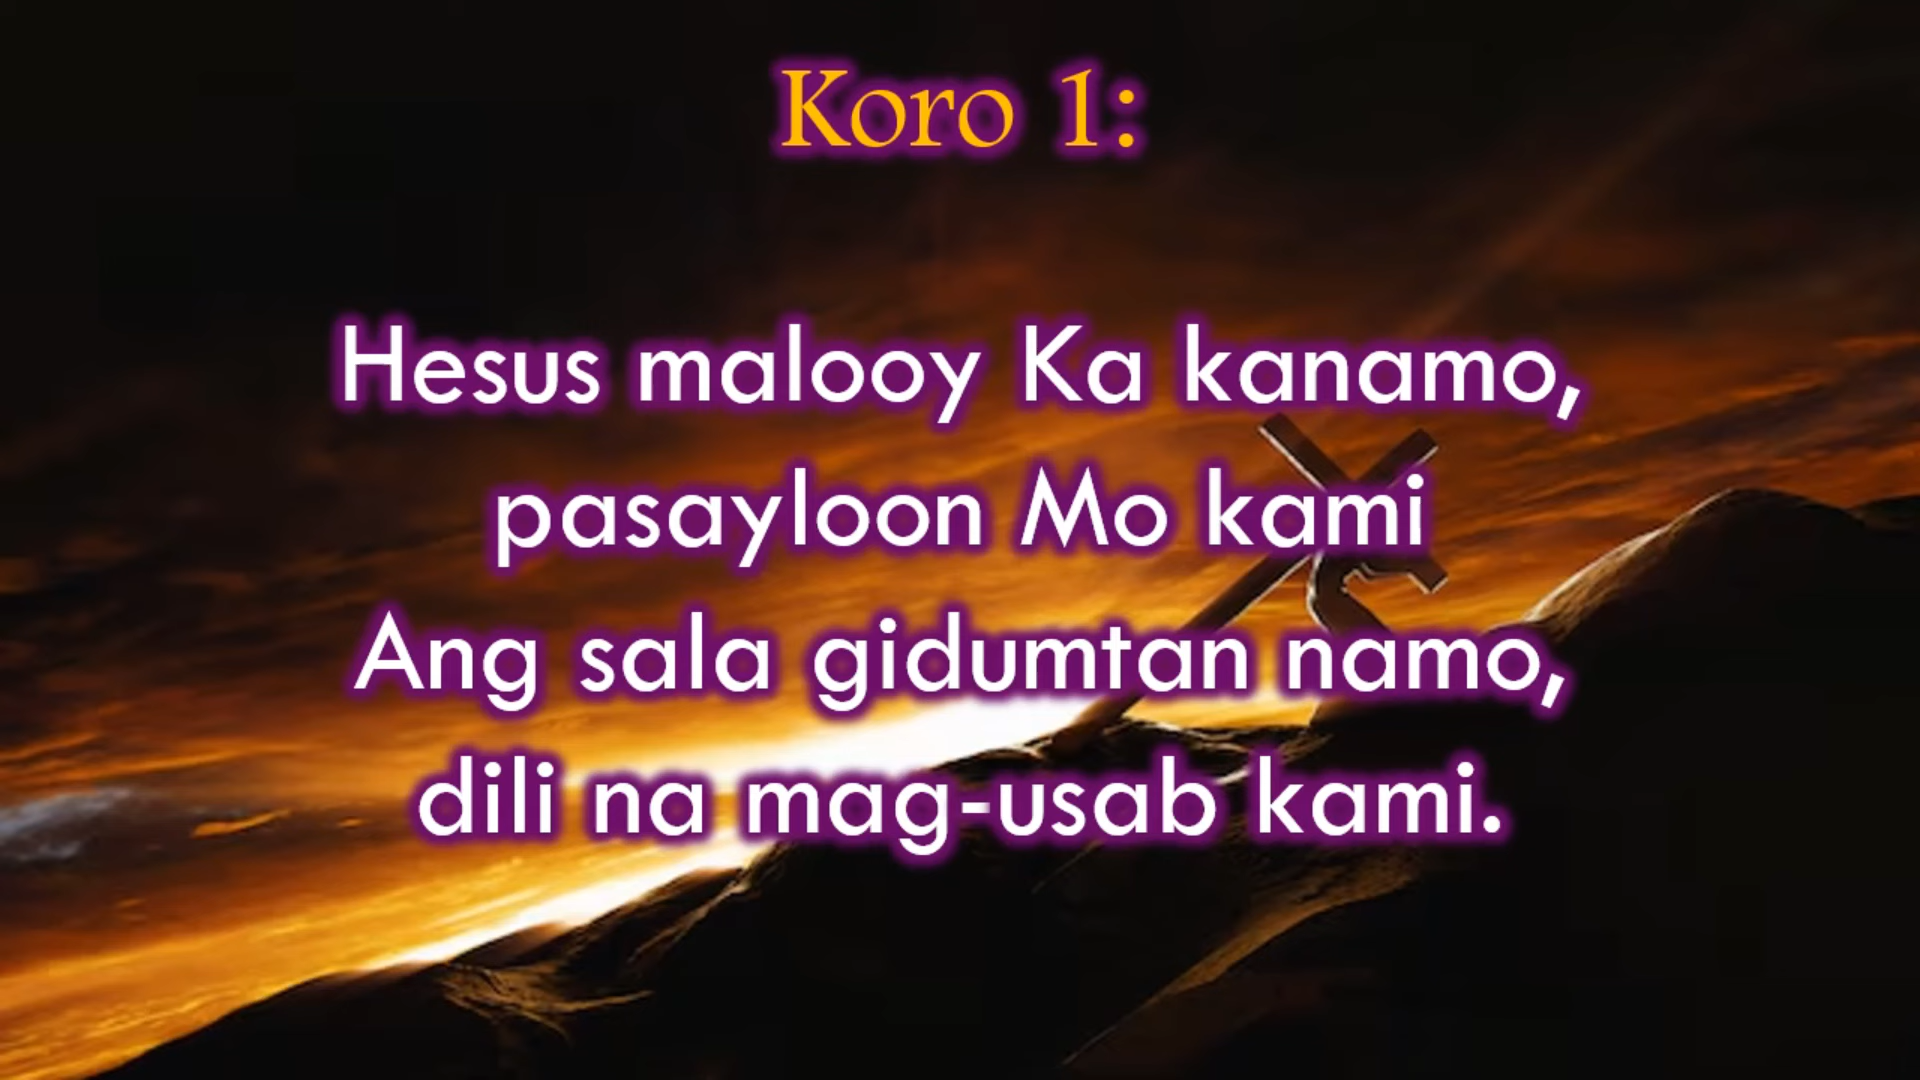 Koro 1:
Hesus malooy Ka kanamo,
pasayloon Mo kami
Ang sala gidumtan namo,
dili na mag-usab kami.